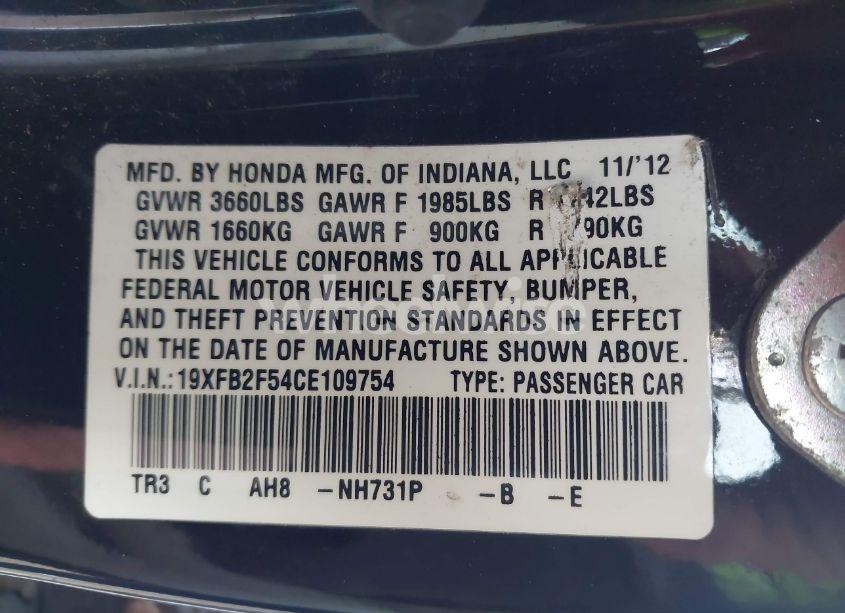 MFD. BY HONDA MFG. OF INDIANA, LLC 11/'12
GVWR 3660LBS GAWR F 1985LBS R 42LBS
GVWR 1660KG GAWR F 900KG R 90KG
THIS VEHICLE CONFORMS TO ALL APPLICABLE
FEDERAL MOTOR VEHICLE SAFETY, BUMPER,
AND THEFT PREVENTION STANDARDS IN EFFECT
ON THE DATE OF MANUFACTURE SHOWN ABOVE.
V.I.N.:19XFB2F54CE109754 TYPE: PASSENGER CAR
TR3 C AH8 -NH731P -B -E